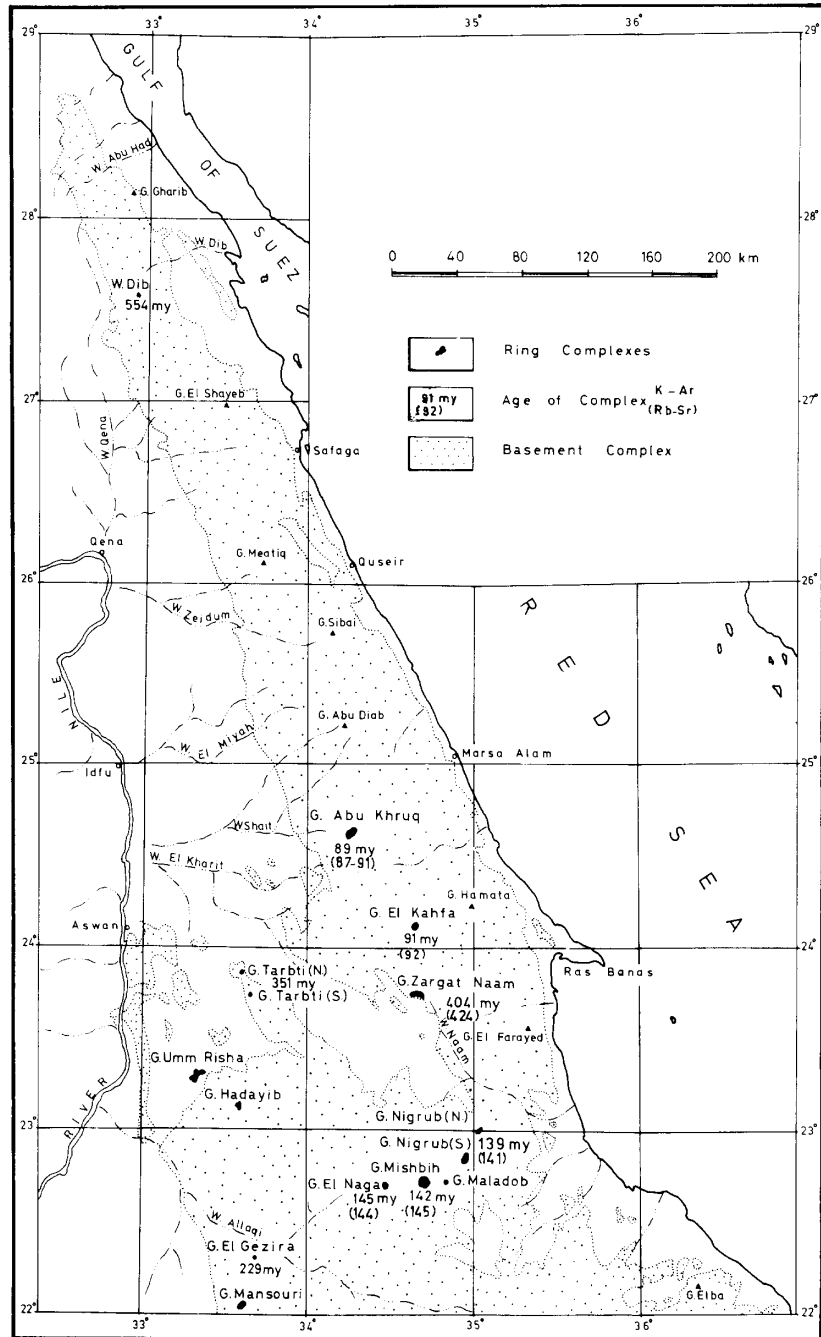 33°
34°
35°
36°
29°
29°
GULF
OF
SUEZ
W. Abu Had
G. Gharib
28°
28°
W. Dib
W. Dib
554 my
0 40 80 120 160 200 km
Ring Complexes
91 my
(92)
Age of Complex K-Ar
(Rb-Sr)
Basement Complex
27°
27°
G. El Shayeb
W. Qena
Safaga
Qena
G. Meatiq
Quseir
26°
26°
W. Zeidum
G. Sibai
RED
SEA
NILE
RIVER
G. Abu Diab
W. El Miyah
Marsa Alam
25°
25°
Idfu
G. Abu Khruq
W. Shait
89 my
(87-91)
W. El Kharit
G. Hamata
Aswan
G. El Kahfa
91 my
(92)
24°
24°
Ras Banas
G. Tarbti (N)
351 my
G. Tarbti (S)
G. Zargat Naam
404 my
(424)
W. Naam
G. El Farayed
G. Umm Risha
G. Hadayib
23°
23°
G. Nigrub (N)
G. Nigrub (S) 139 my
(141)
G. Mishbih
G. El Naga
G. Maladob
145 my
(144)
142 my
(145)
W. Allaqi
G. El Gezira
229 my
G. Mansouri
G. Elba
22°
22°
33°
34°
35°
36°